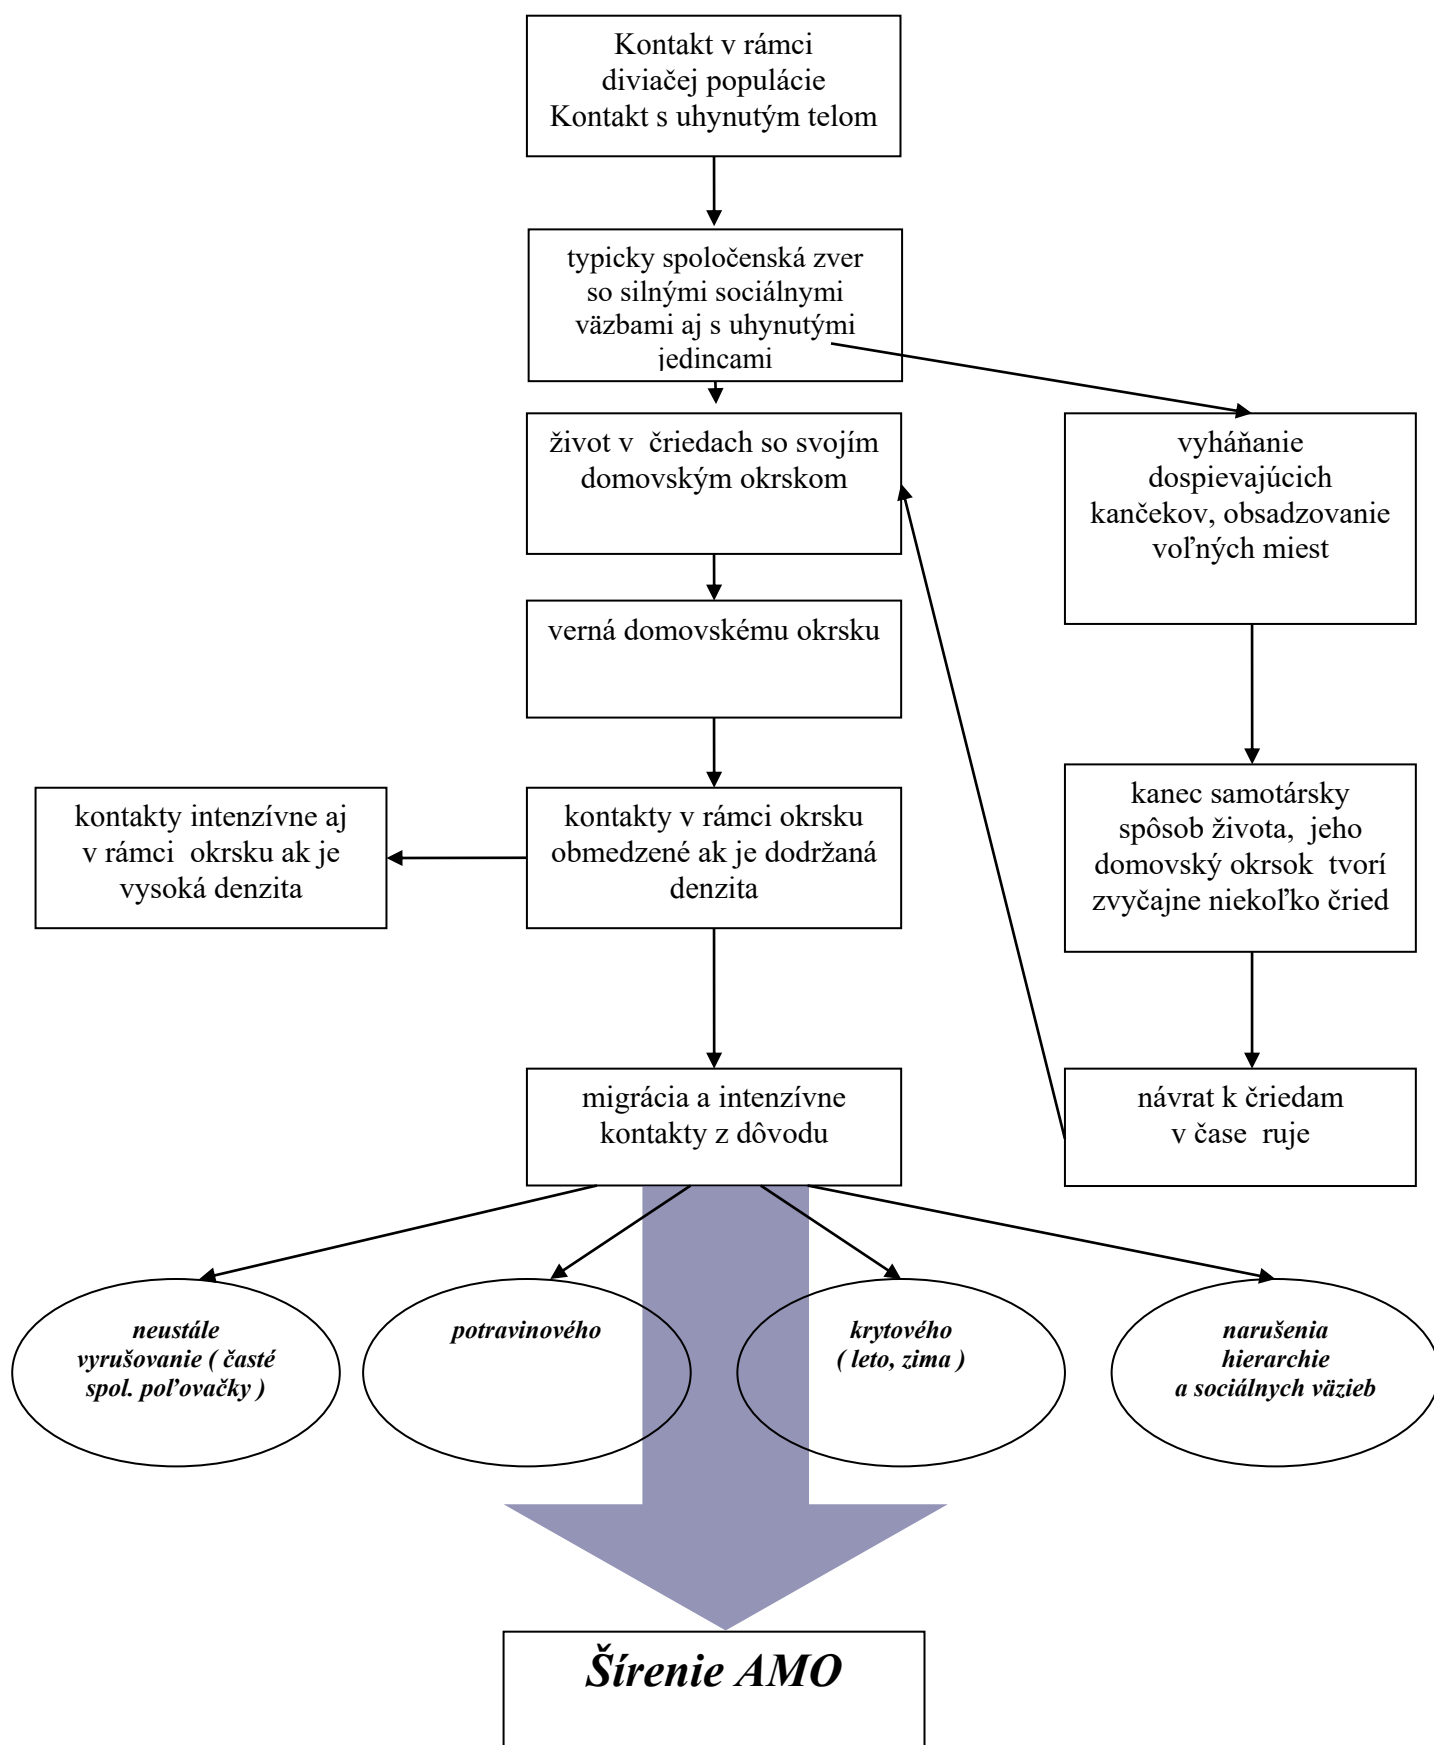 Kontakt v rámci
diviačej populácie
Kontakt s uhynutým telom
typicky spoločenská zver
so silnými sociálnymi
väzbami aj s uhynutými
jedincami
život v čriedach so svojím
domovským okrskom
vyháňanie
dospievajúcich
kančekov, obsadzovanie
voľných miest
verná domovskému okrsku
kontakty intenzívne aj
v rámci okrsku ak je
vysoká denzita
kontakty v rámci okrsku
obmedzené ak je dodržaná
denzita
kanec samotársky
spôsob života, jeho
domovský okrsok tvorí
zvyčajne niekoľko čried
migrácia a intenzívne
kontakty z dôvodu
návrat k čriedam
v čase ruje
neustále
vyrušovanie ( časté
spol. poľovačky )
potravinového
krytového
( leto, zima )
narušenia
hierarchie
a sociálnych väzieb
Šírenie AMO